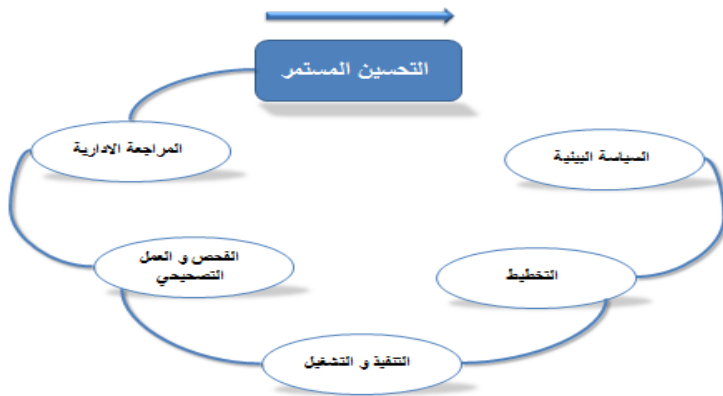 التحسين المستمر
المراجعة الادارية
السياسة البيئية
الفحص و العمل
التصحيحي
التخطيط
التنفيذ و التشغيل